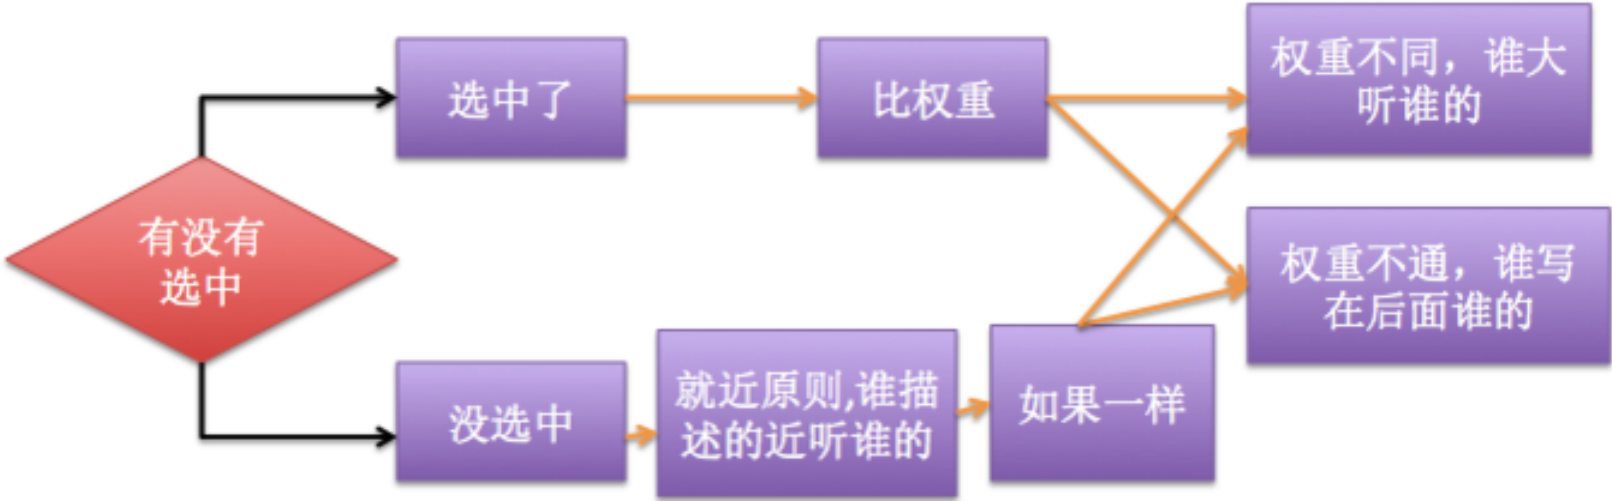 选中了
比权重
权重不同，谁大
听谁的
有没有
选中
权重不通，谁写
在后面谁的
没选中
就近原则,谁描
述的近听谁的
如果一样